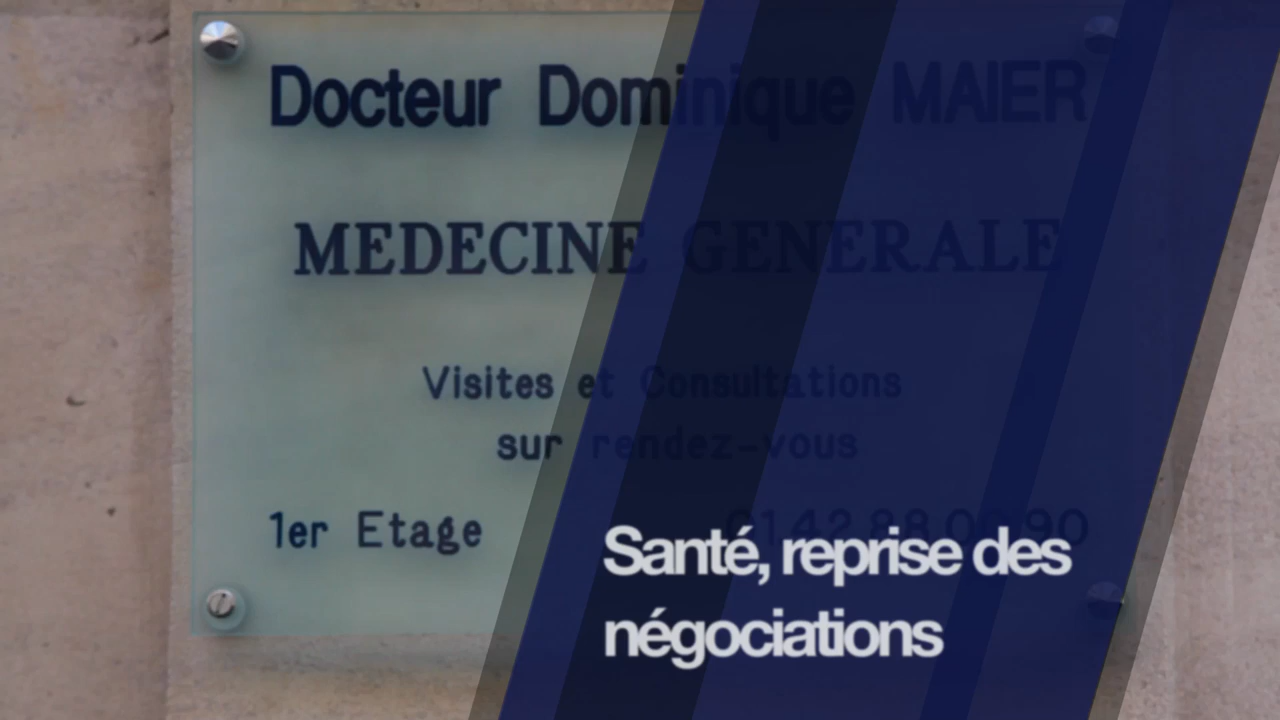 Docteur Dominique MAIER
MEDECINE GENERALE
Visites et Consultations
sur rendez-vous
1er Etage
Santé, reprise des
négociations